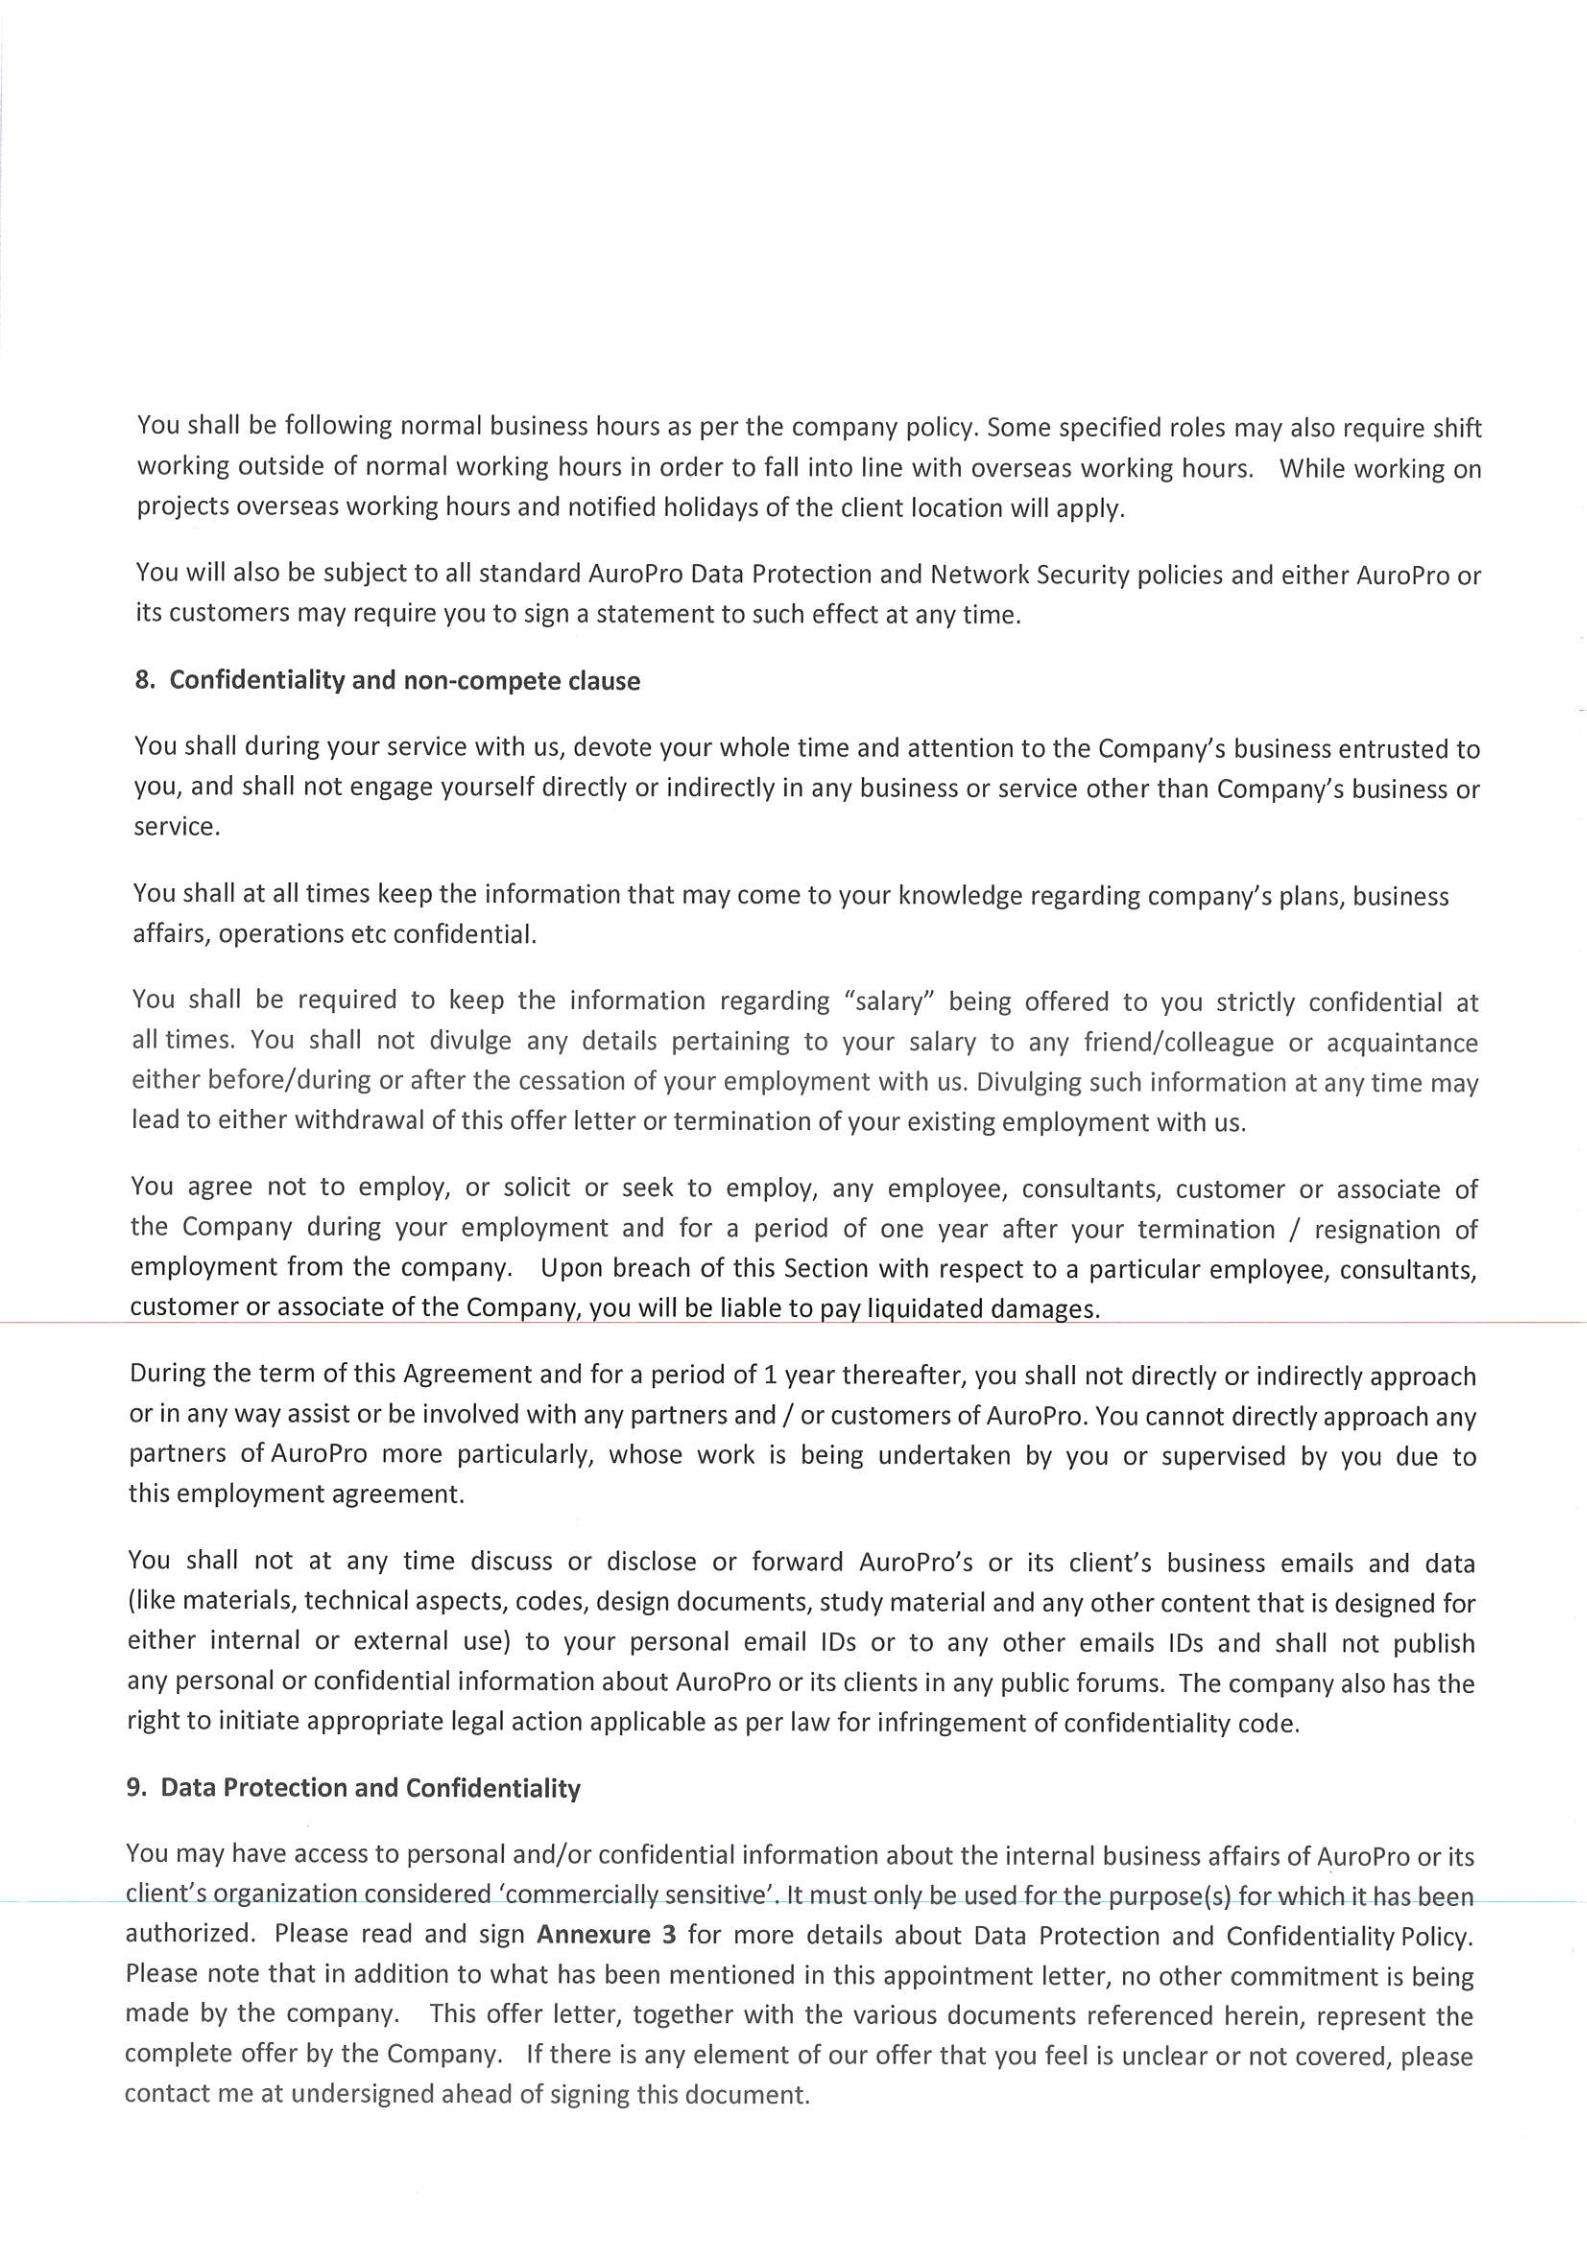 You shall be following normal business hours as per the company policy. Some specified roles may also require shift
working outside of normal working hours in order to fall into line with overseas working hours. While working on
projects overseas working hours and notified holidays of the client location will apply.
You will also be subject to all standard AuroPro Data Protection and Network Security policies and either AuroPro or
its customers may require you to sign a statement to such effect at any time.
8. Confidentiality and non-compete clause
You shall during your service with us, devote your whole time and attention to the Company’s business entrusted to
you, and shall not engage yourself directly or indirectly in any business or service other than Company’s business or
service.
You shall at all times keep the information that may come to your knowledge regarding company’s plans, business
affairs, operations etc confidential.
You shall be required to keep the information regarding “salary” being offered to you strictly confidential at
all times. You shall not divulge any details pertaining to your salary to any friend/colleague or acquaintance
either before/during or after the cessation of your employment with us. Divulging such information at any time may
lead to either withdrawal of this offer letter or termination of your existing employment with us.
You agree not to employ, or solicit or seek to employ, any employee, consultants, customer or associate of
the Company during your employment and for a period of one year after your termination / resignation of
employment from the company. Upon breach of this Section with respect to a particular employee, consultants,
customer or associate of the Company, you will be liable to pay liquidated damages.
During the term of this Agreement and for a period of 1 year thereafter, you shall not directly or indirectly approach
or in any way assist or be involved with any partners and / or customers of AuroPro. You cannot directly approach any
partners of AuroPro more particularly, whose work is being undertaken by you or supervised by you due to
this employment agreement.
You shall not at any time discuss or disclose or forward AuroPro’s or its client’s business emails and data
(like materials, technical aspects, codes, design documents, study material and any other content that is designed for
either internal or external use) to your personal email IDs or to any other emails IDs and shall not publish
any personal or confidential information about AuroPro or its clients in any public forums. The company also has the
right to initiate appropriate legal action applicable as per law for infringement of confidentiality code.
9. Data Protection and Confidentiality
You may have access to personal and/or confidential information about the internal business affairs of AuroPro or its
client’s organization considered ‘commercially sensitive’. It must only be used for the purpose(s) for which it has been
authorized. Please read and sign Annexure 3 for more details about Data Protection and Confidentiality Policy.
Please note that in addition to what has been mentioned in this appointment letter, no other commitment is being
made by the company. This offer letter, together with the various documents referenced herein, represent the
complete offer by the Company. If there is any element of our offer that you feel is unclear or not covered, please
contact me at undersigned ahead of signing this document.